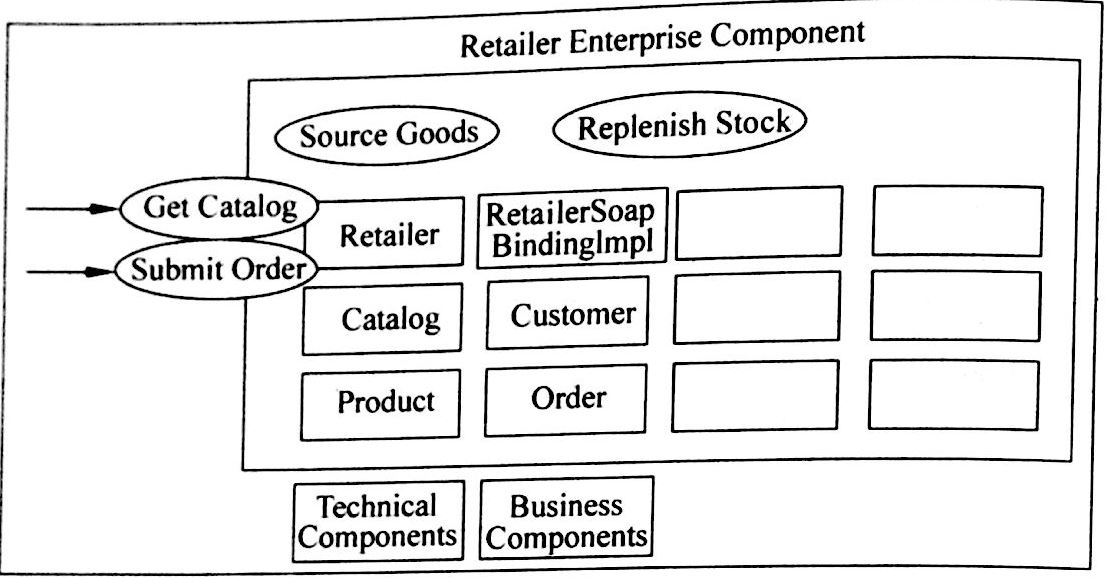 Retailer Enterprise Component
Source Goods
Replenish Stock
Get Catalog
Submit Order
Retailer
RetailerSoap
BindingImpl
Catalog
Customer
Product
Order
Technical
Components
Business
Components